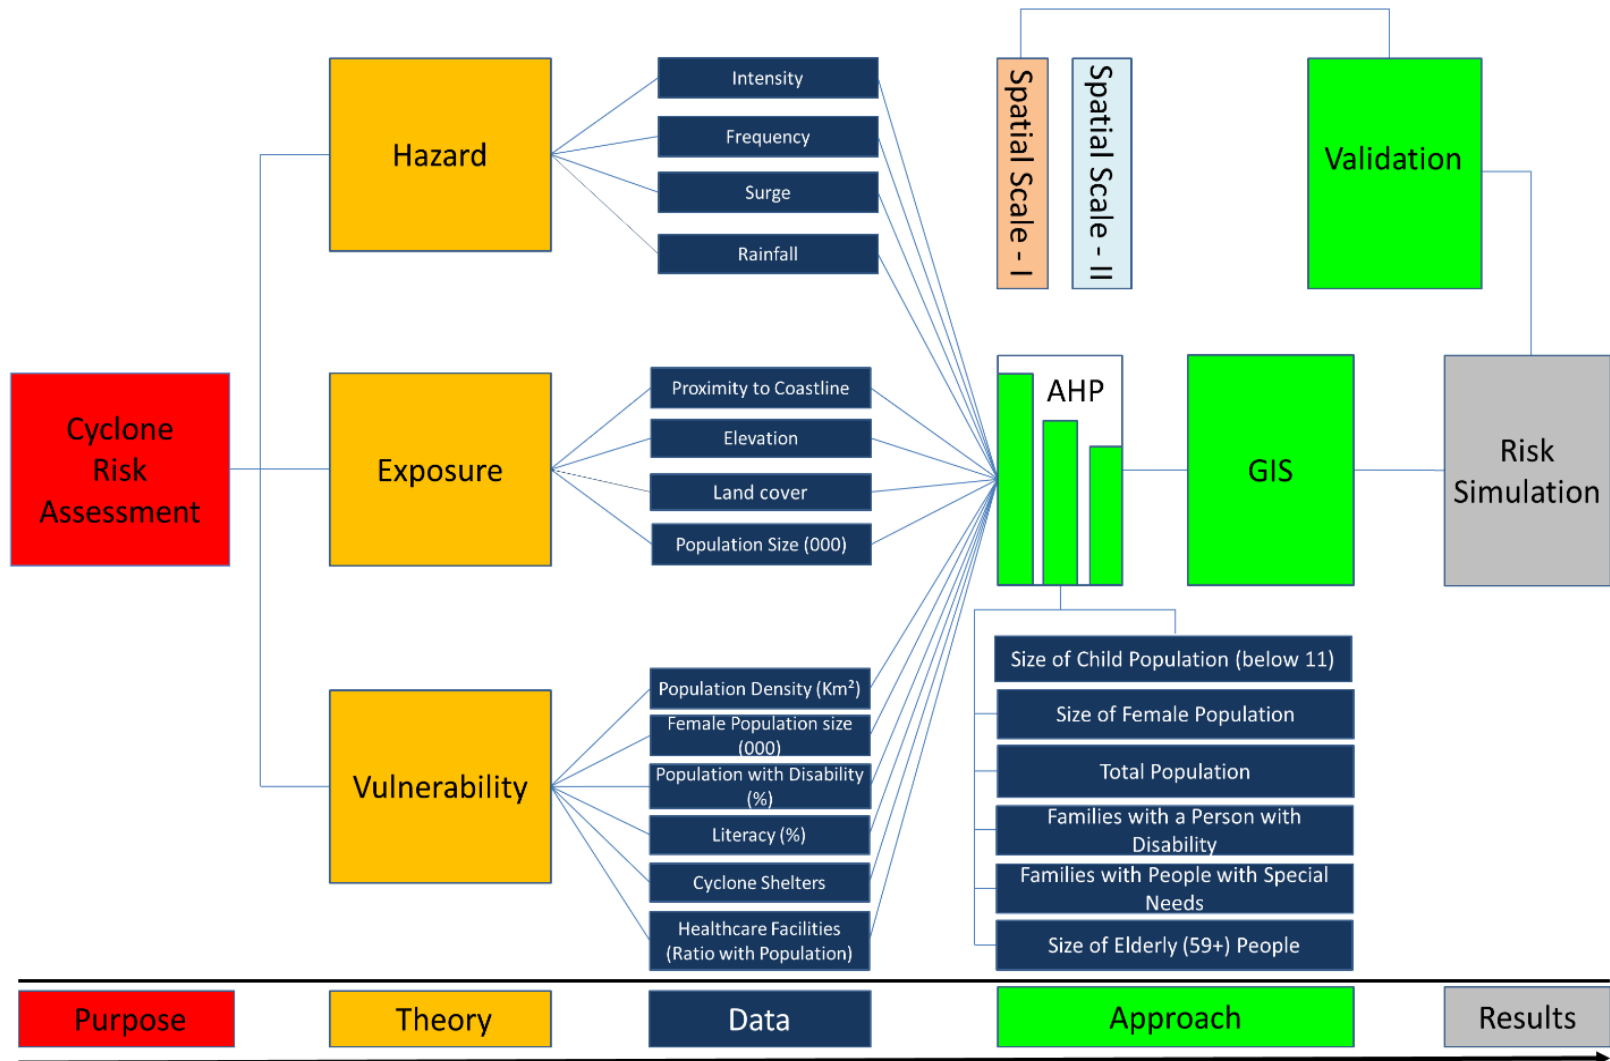 Cyclone
Risk
Assessment
Hazard
Exposure
Vulnerability
Intensity
Frequency
Surge
Rainfall
Proximity to Coastline
Elevation
Land cover
Population Size (000)
Population Density (Km²)
Female Population size
(000)
Population with Disability
(%)
Literacy (%)
Cyclone Shelters
Healthcare Facilities
(Ratio with Population)
Spatial Scale - I
Spatial Scale - II
Validation
AHP
GIS
Risk
Simulation
Size of Child Population (below 11)
Size of Female Population
Total Population
Families with a Person with
Disability
Families with People with Special
Needs
Size of Elderly (59+) People
Purpose
Theory
Data
Approach
Results